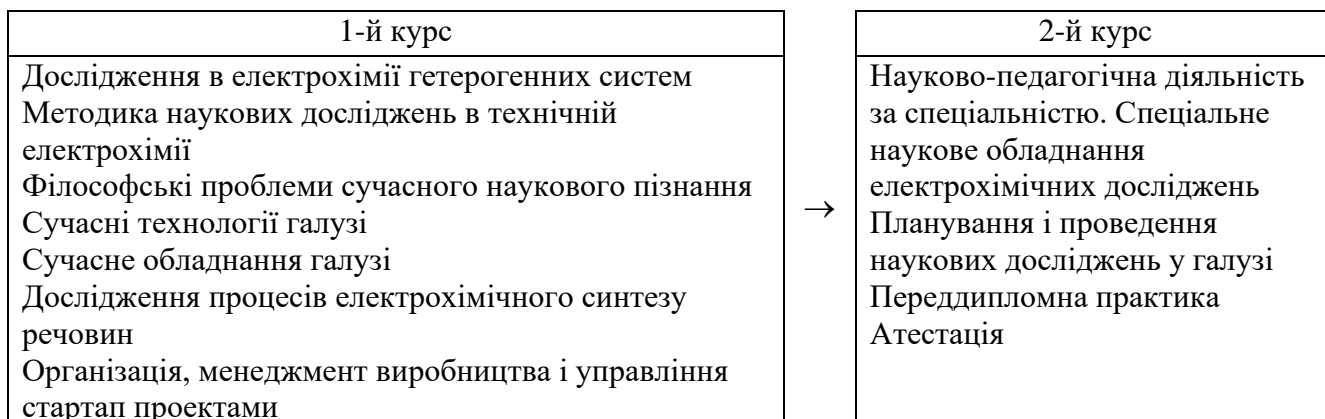 1-й курс
Дослідження в електрохімії гетерогенних систем
Методика наукових досліджень в технічній
електрохімії
Філософські проблеми сучасного наукового пізнання
Сучасні технології галузі
Сучасне обладнання галузі
Дослідження процесів електрохімічного синтезу
речовин
Організація, менеджмент виробництва і управління
стартап проектами
→
2-й курс
Науково-педагогічна діяльність
за спеціальністю. Спеціальне
наукове обладнання
електрохімічних досліджень
Планування і проведення
наукових досліджень у галузі
Переддипломна практика
Атестація